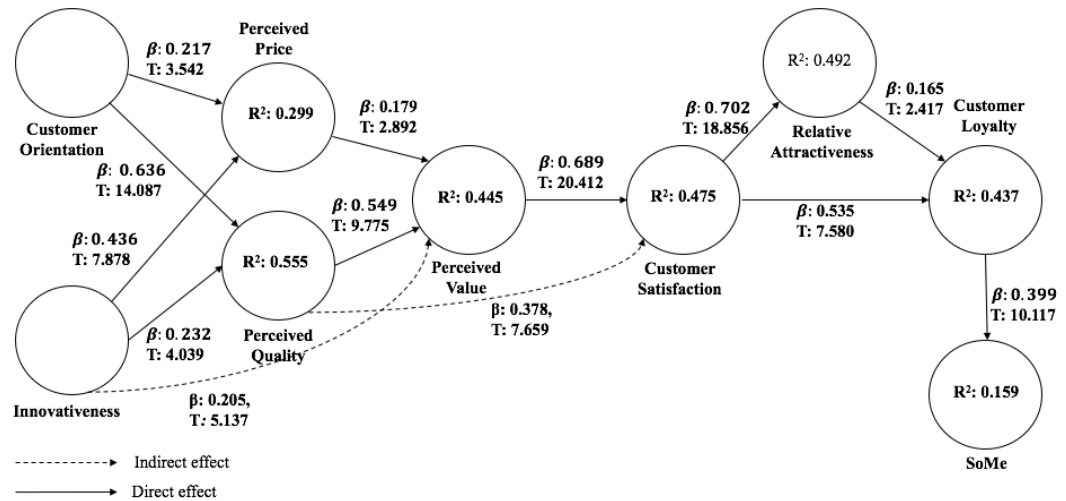 β: 0.217
T: 3.542
Perceived
Price
R²: 0.299
Customer
Orientation
β: 0.636
T: 14.087
β: 0.436
T: 7.878
β: 0.179
T: 2.892
R²: 0.555
Perceived
Quality
β: 0.549
T: 9.775
β: 0.232
T: 4.039
Innovativeness
β: 0.205,
T: 5.137
R²: 0.445
Perceived
Value
β: 0.689
T: 20.412
β: 0.378,
T: 7.659
R²: 0.475
Customer
Satisfaction
β: 0.702
T: 18.856
R²: 0.492
Relative
Attractiveness
β: 0.165
T: 2.417
Customer
Loyalty
β: 0.535
T: 7.580
R²: 0.437
β: 0.399
T: 10.117
R²: 0.159
SoMe
Indirect effect
Direct effect